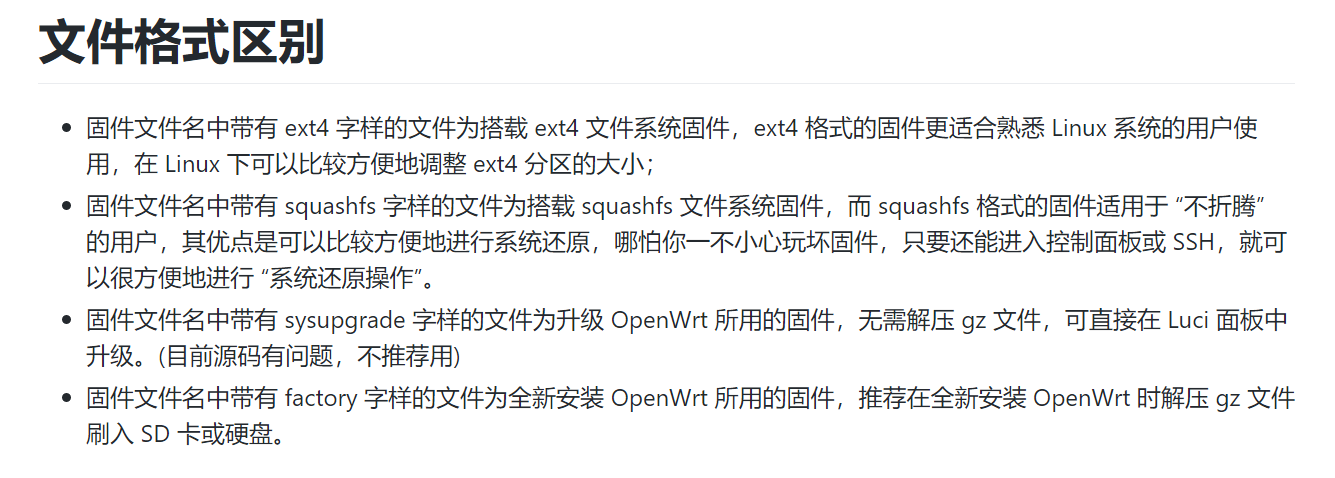 文件格式区别
固件文件名中带有 ext4 字样的文件为搭载 ext4 文件系统固件，ext4 格式的固件更适合熟悉 Linux 系统的用户使
用，在 Linux 下可以比较方便地调整 ext4 分区的大小；
固件文件名中带有 squashfs 字样的文件为搭载 squashfs 文件系统固件，而 squashfs 格式的固件适用于 “不折腾”
的用户，其优点是可以比较方便地进行系统还原，哪怕你一不小心玩坏固件，只要还能进入控制面板或 SSH，就可
以很方便地进行 “系统还原操作”。
固件文件名中带有 sysupgrade 字样的文件为升级 OpenWrt 所用的固件，无需解压 gz 文件，可直接在 Luci 面板中
升级。(目前源码有问题，不推荐用)
固件文件名中带有 factory 字样的文件为全新安装 OpenWrt 所用的固件，推荐在全新安装 OpenWrt 时解压 gz 文件
刷入 SD 卡或硬盘。